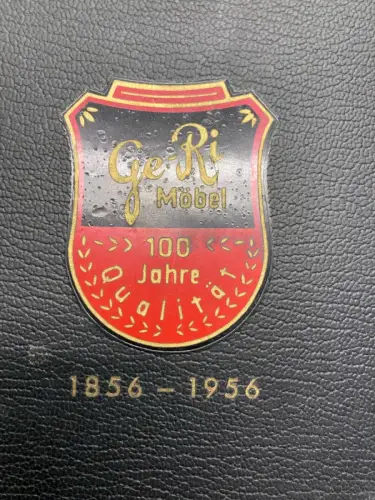 Ge-Ri
Möbel
100
Jahre
Qualität
1856 – 1956